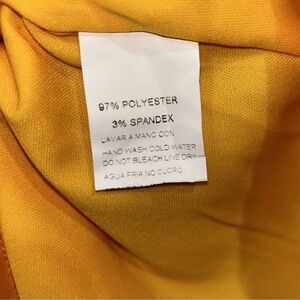 97% POLYESTER
3% SPANDEX
LAVAR A MANO CON
HAND WASH COLD WATER
DO NOT BLEACH LINE DRY
AGUA FRIA NO CLORO